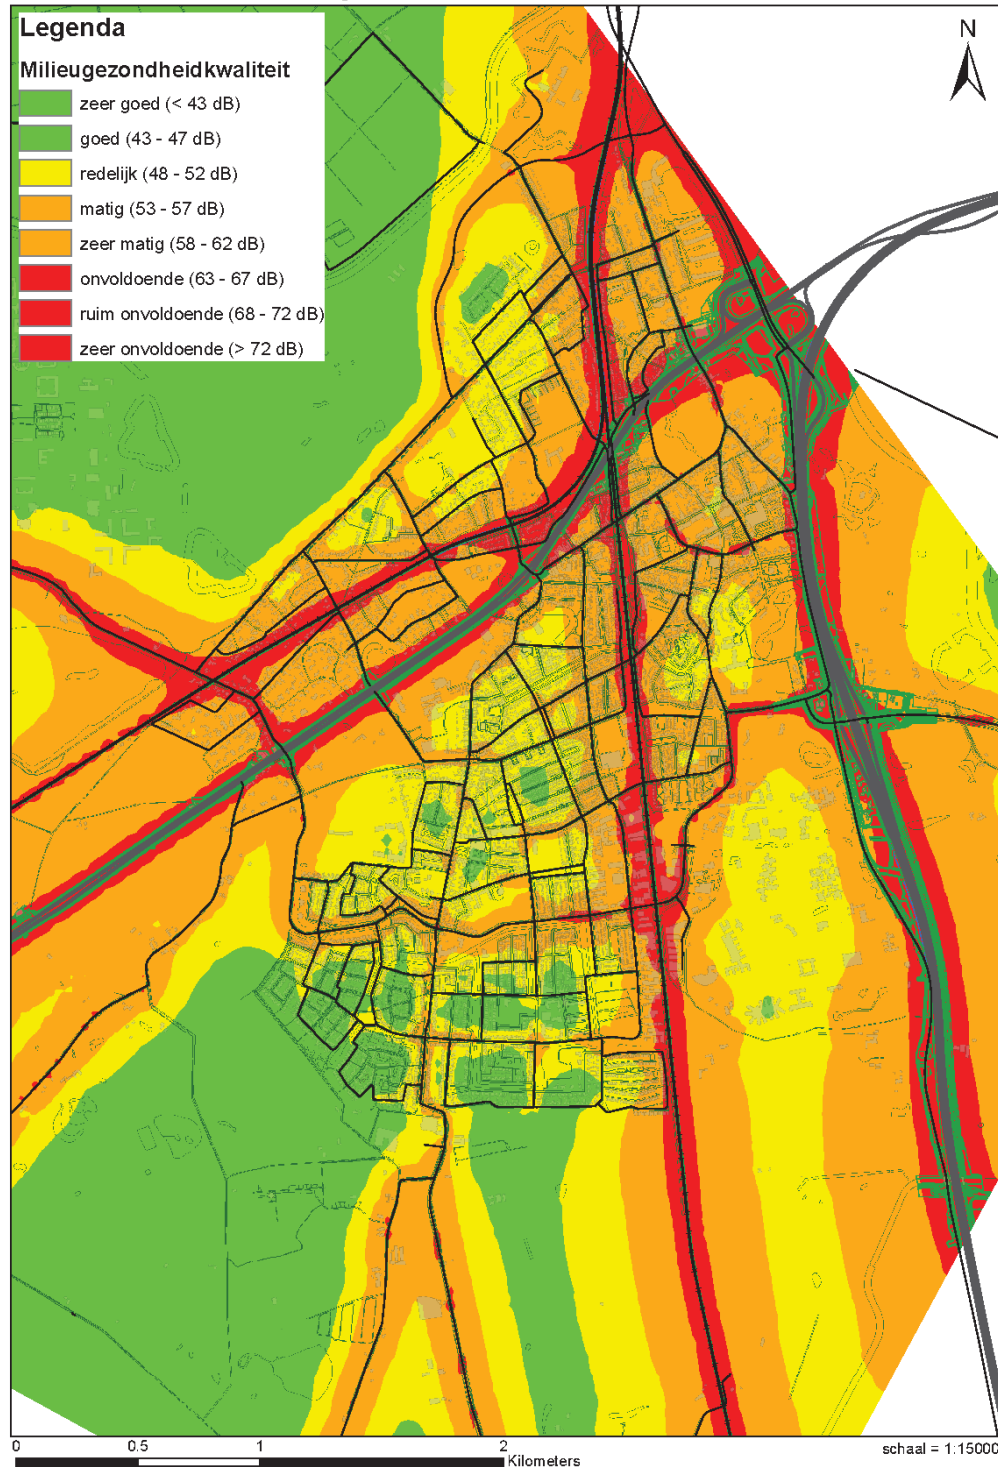 Legenda
N
Milieugezondheidkwaliteit
zeer goed (< 43 dB)
goed (43 - 47 dB)
redelijk (48 - 52 dB)
matig (53 - 57 dB)
zeer matig (58 - 62 dB)
onvoldoende (63 - 67 dB)
ruim onvoldoende (68 - 72 dB)
zeer onvoldoende (> 72 dB)
0 0.5 1 2
Kilometers
schaal = 1:15000